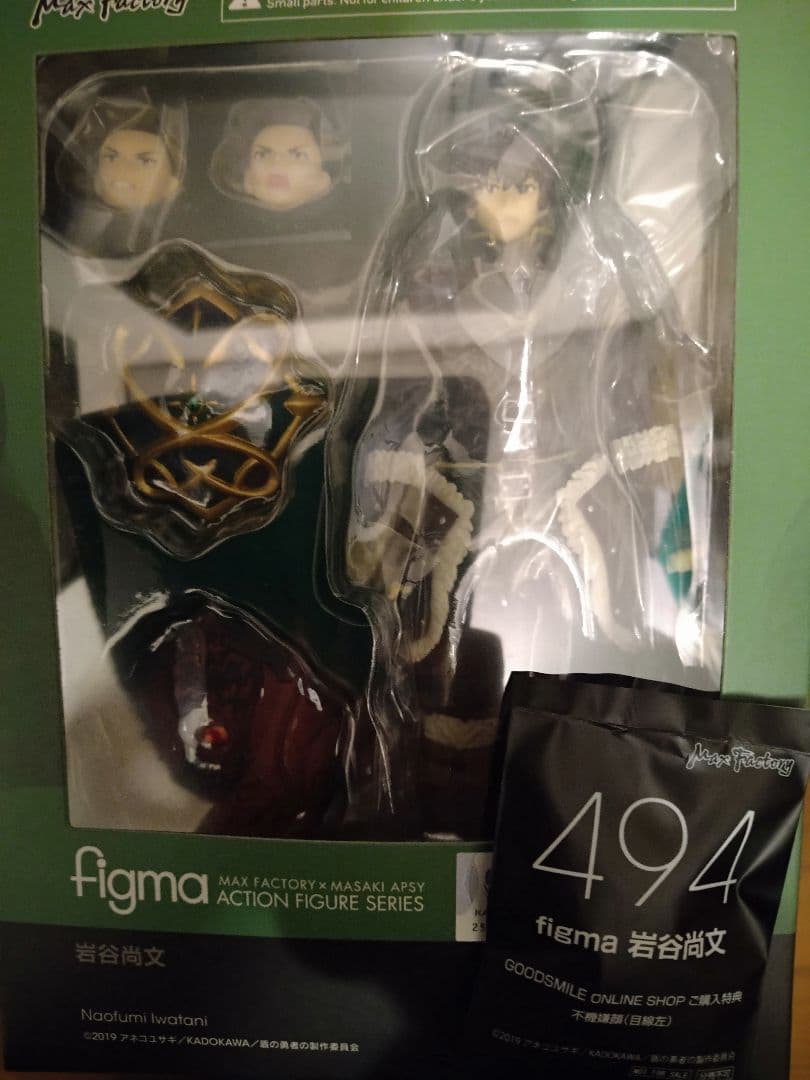 Max Factory
Small parts. Not for children under
figma MAX FACTORY × MASAKI APSY
ACTION FIGURE SERIES
岩谷尚文
Naofumi Iwatani
©2019 アネコユサギ/KADOKAWA/盾の勇者の製作委員会
Max Factory
494
figma 岩谷尚文
GOODSMILE ONLINE SHOP ご購入特典
不機嫌顔(目線左)
©2019 アネコユサギ/KADOKAWA/盾の勇者の製作委員会
NOT FOR SALE